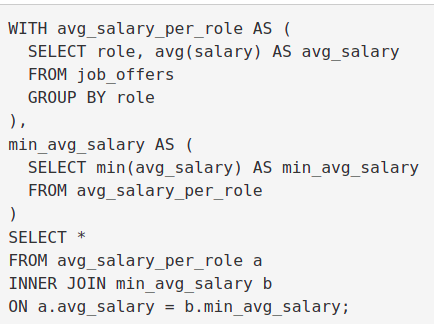 WITH avg_salary_per_role AS (
  SELECT role, avg(salary) AS avg_salary
  FROM job_offers
  GROUP BY role
),
min_avg_salary AS (
  SELECT min(avg_salary) AS min_avg_salary
  FROM avg_salary_per_role
)
SELECT *
FROM avg_salary_per_role a
INNER JOIN min_avg_salary b
ON a.avg_salary = b.min_avg_salary;